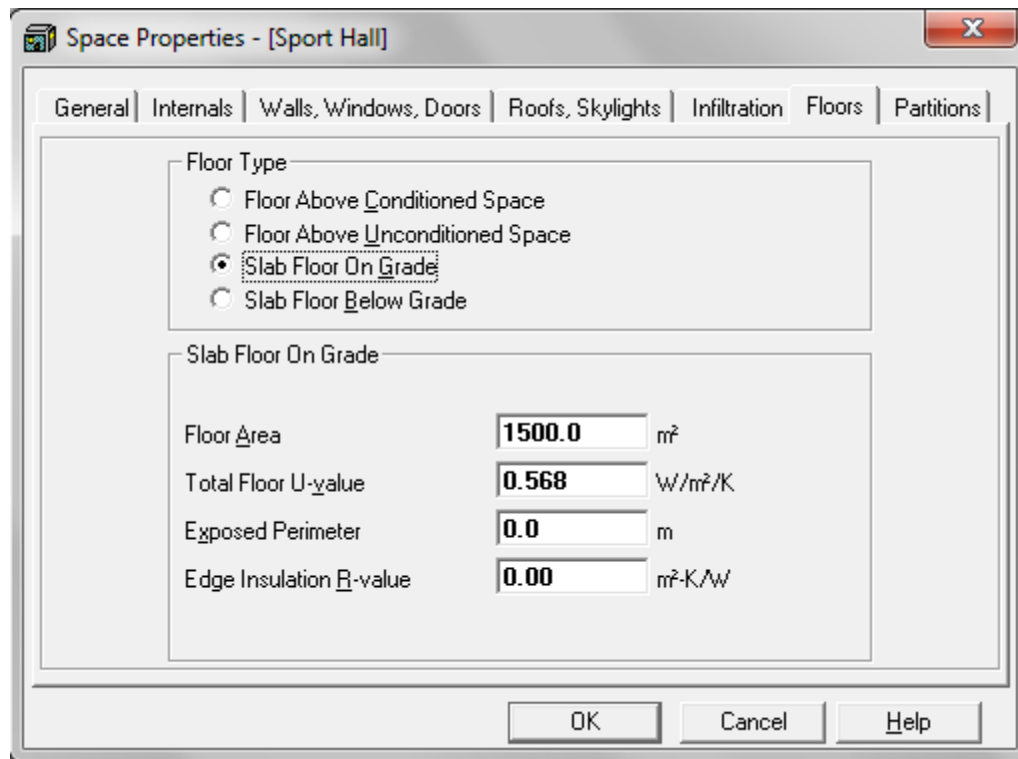 Space Properties - [Sport Hall]
General Internals Walls, Windows, Doors Roofs, Skylights Infiltration Floors Partitions
Floor Type
Floor Above Conditioned Space
Floor Above Unconditioned Space
Slab Floor On Grade
Slab Floor Below Grade
Slab Floor On Grade
Floor Area 1500.0 m²
Total Floor U-value 0.568 W/m²/K
Exposed Perimeter 0.0 m
Edge Insulation R-value 0.00 m²-K/W
OK Cancel Help